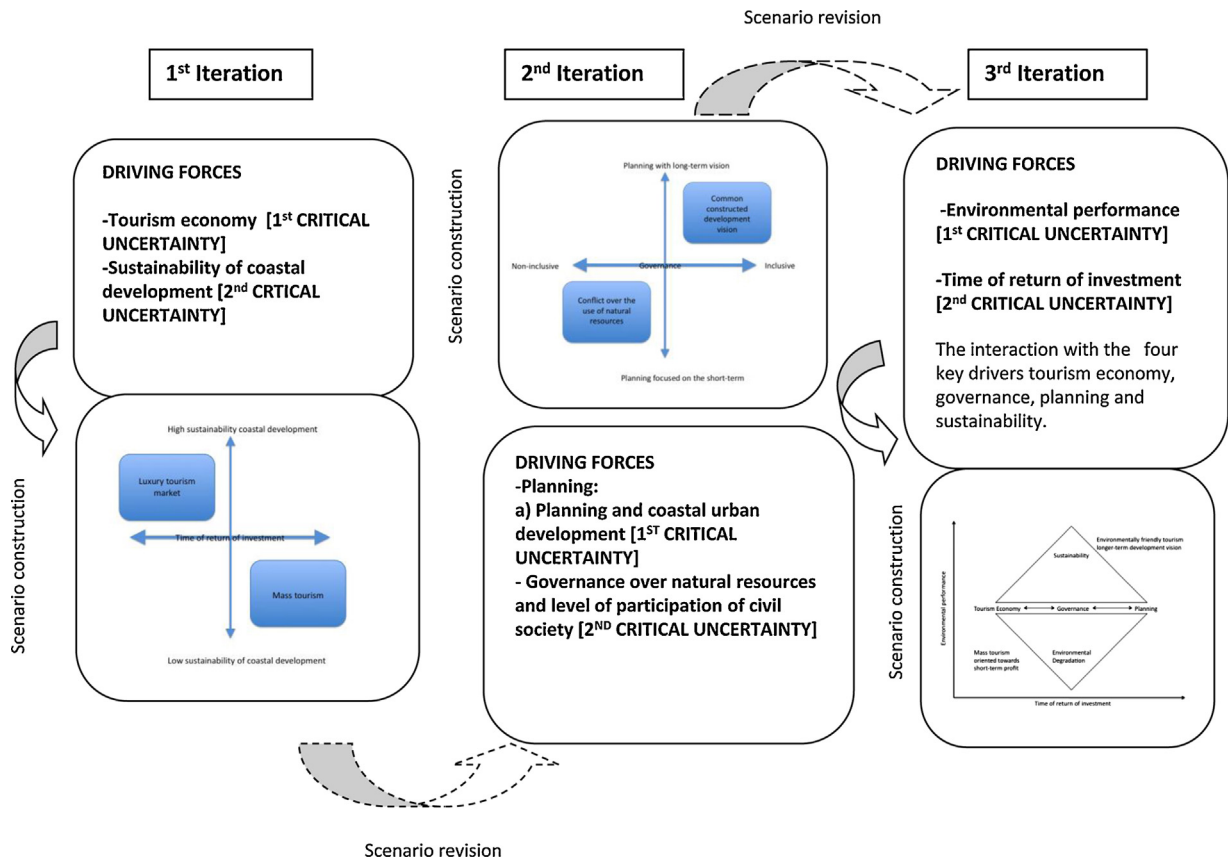 Scenario revision
1st Iteration
2nd Iteration
3rd Iteration
DRIVING FORCES
-Tourism economy [1st CRITICAL
UNCERTAINTY]
-Sustainability of coastal
development [2nd CRTICAL
UNCERTAINTY]
Scenario construction
High sustainability coastal development
Luxury tourism
market
Time of return of investment
Mass tourism
Low sustainability of coastal development
Scenario revision
Scenario construction
Planning with long-term vision
Common
constructed
development
vision
Non-inclusive
Governance
Inclusive
Conflict over the
use of natural
resources
Planning focused on the short-term
DRIVING FORCES
-Planning:
a) Planning and coastal urban
development [1ST CRITICAL
UNCERTAINTY]
- Governance over natural resources
and level of participation of civil
society [2ND CRITICAL UNCERTAINTY]
DRIVING FORCES
-Environmental performance
[1st CRITICAL UNCERTAINTY]
-Time of return of investment
[2nd CRITICAL UNCERTAINTY]
The interaction with the four
key drivers tourism economy,
governance, planning and
sustainability.
Scenario construction
Environmental performance
Sustainability
Environmentally friendly tourism
longer-term development vision
Tourism Economy
Governance
Planning
Mass tourism
oriented towards
short-term profit
Environmental
Degradation
Time of return of investment